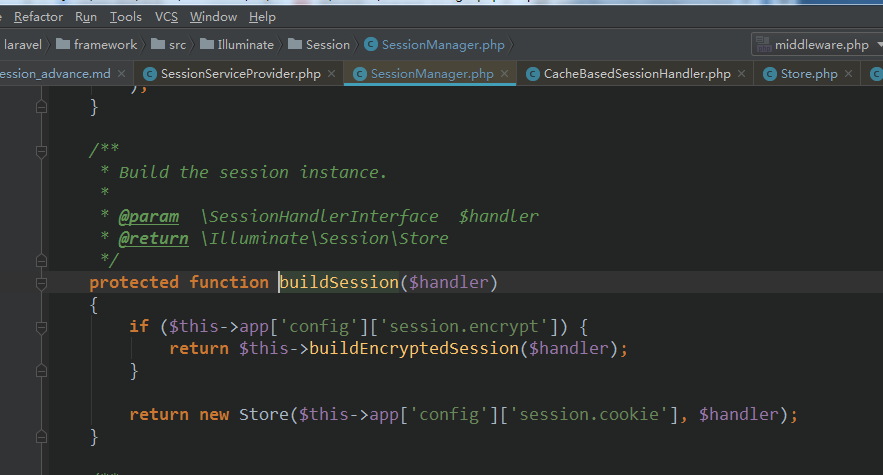 Refactor Run Tools VCS Window Help
laravel framework src Illuminate Session SessionManager.php middleware.php
ession_advance.md SessionServiceProvider.php SessionManager.php CacheBasedSessionHandler.php Store.php
);
}
/**
* Build the session instance.
*
* @param \SessionHandlerInterface $handler
* @return \Illuminate\Session\Store
*/
protected function buildSession($handler)
{
if ($this->app['config']['session.encrypt']) {
return $this->buildEncryptedSession($handler);
}
return new Store($this->app['config']['session.cookie'], $handler);
}